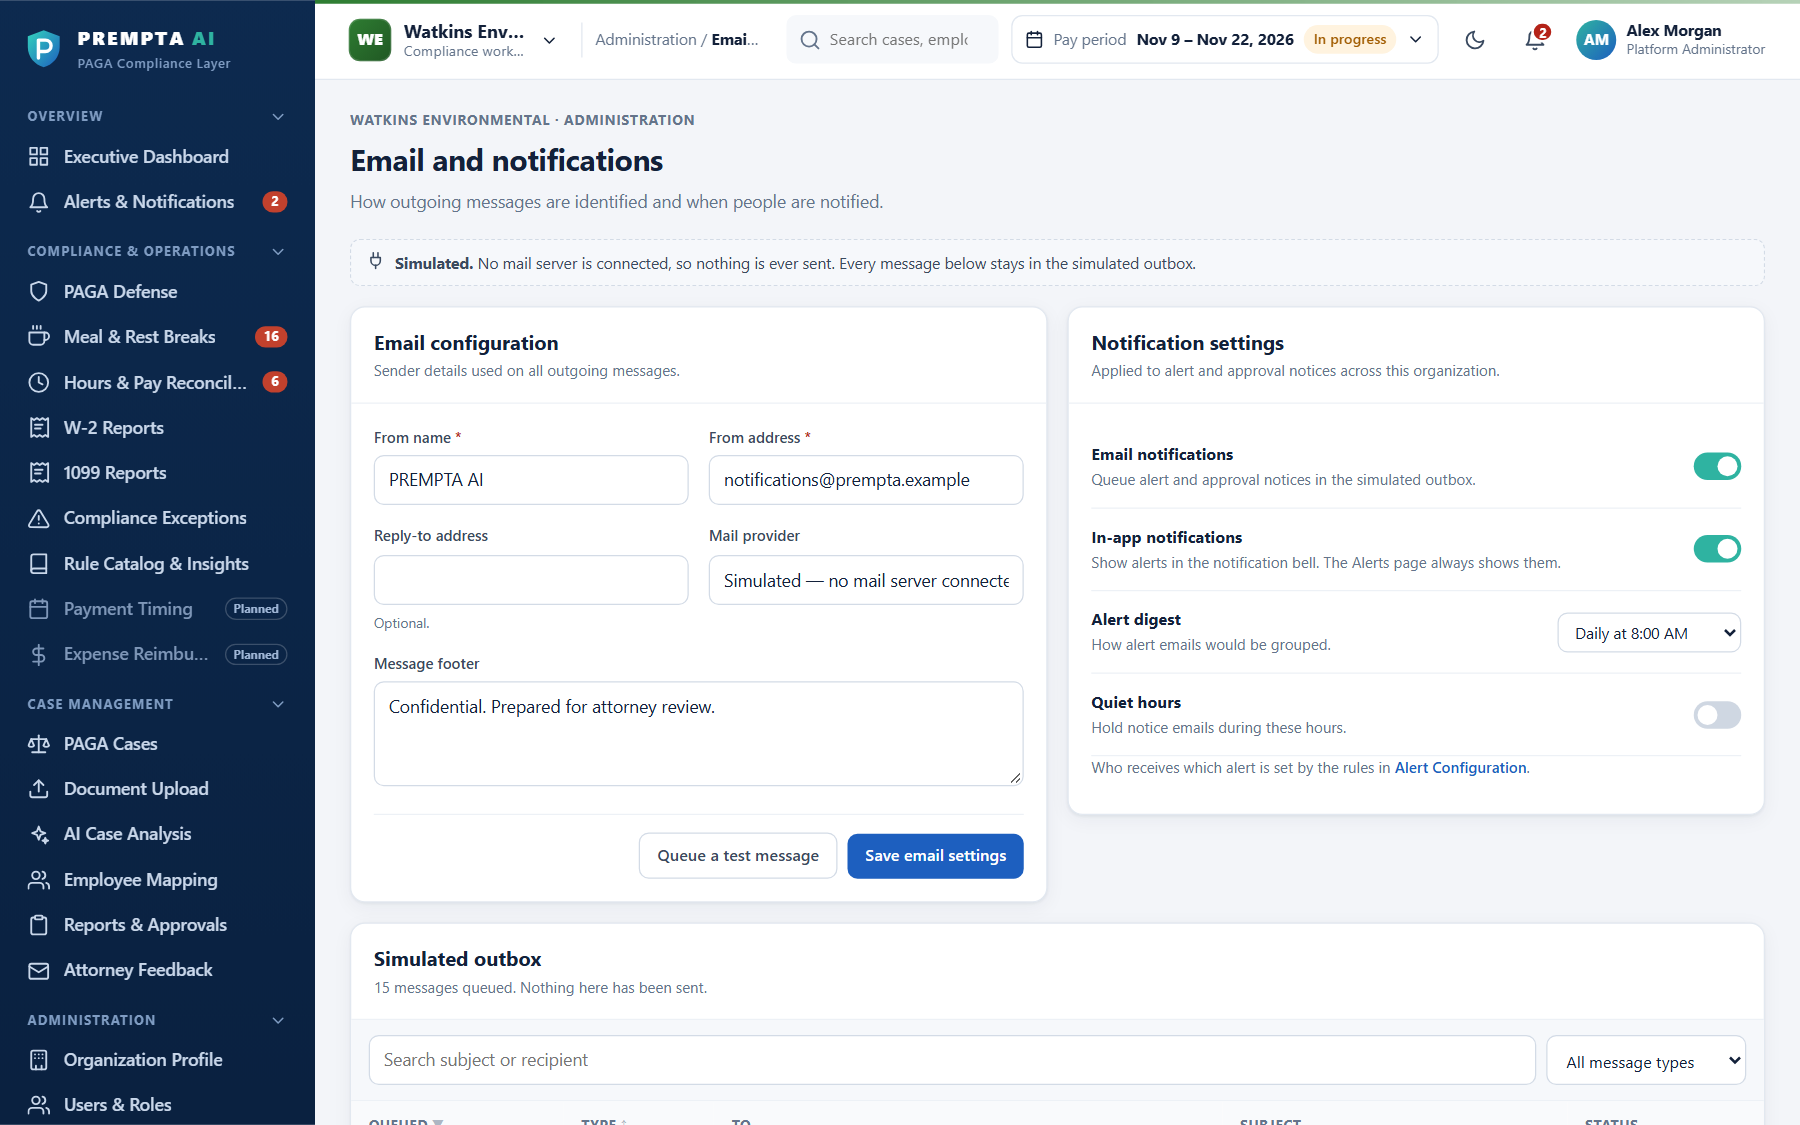 PREMPTA AI
PAGA Compliance Layer
OVERVIEW
Executive Dashboard
Alerts & Notifications 2
COMPLIANCE & OPERATIONS
PAGA Defense
Meal & Rest Breaks 16
Hours & Pay Reconcil... 6
W-2 Reports
1099 Reports
Compliance Exceptions
Rule Catalog & Insights
Payment Timing Planned
Expense Reimbu... Planned
CASE MANAGEMENT
PAGA Cases
Document Upload
AI Case Analysis
Employee Mapping
Reports & Approvals
Attorney Feedback
ADMINISTRATION
Organization Profile
Users & Roles
WE Watkins Env...
Compliance work...
Administration / Emai...
Search cases, emplo
Pay period Nov 9 – Nov 22, 2026 In progress
2
AM Alex Morgan
Platform Administrator
WATKINS ENVIRONMENTAL · ADMINISTRATION
Email and notifications
How outgoing messages are identified and when people are notified.
Simulated. No mail server is connected, so nothing is ever sent. Every message below stays in the simulated outbox.
Email configuration
Sender details used on all outgoing messages.
From name * From address *
PREMPTA AI notifications@prempta.example
Reply-to address Mail provider
Simulated — no mail server connecte
Optional.
Message footer
Confidential. Prepared for attorney review.
Queue a test message Save email settings
Notification settings
Applied to alert and approval notices across this organization.
Email notifications
Queue alert and approval notices in the simulated outbox.
In-app notifications
Show alerts in the notification bell. The Alerts page always shows them.
Alert digest
How alert emails would be grouped.
Daily at 8:00 AM
Quiet hours
Hold notice emails during these hours.
Who receives which alert is set by the rules in Alert Configuration.
Simulated outbox
15 messages queued. Nothing here has been sent.
Search subject or recipient All message types
QUEUED TYPE TO SUBJECT STATUS